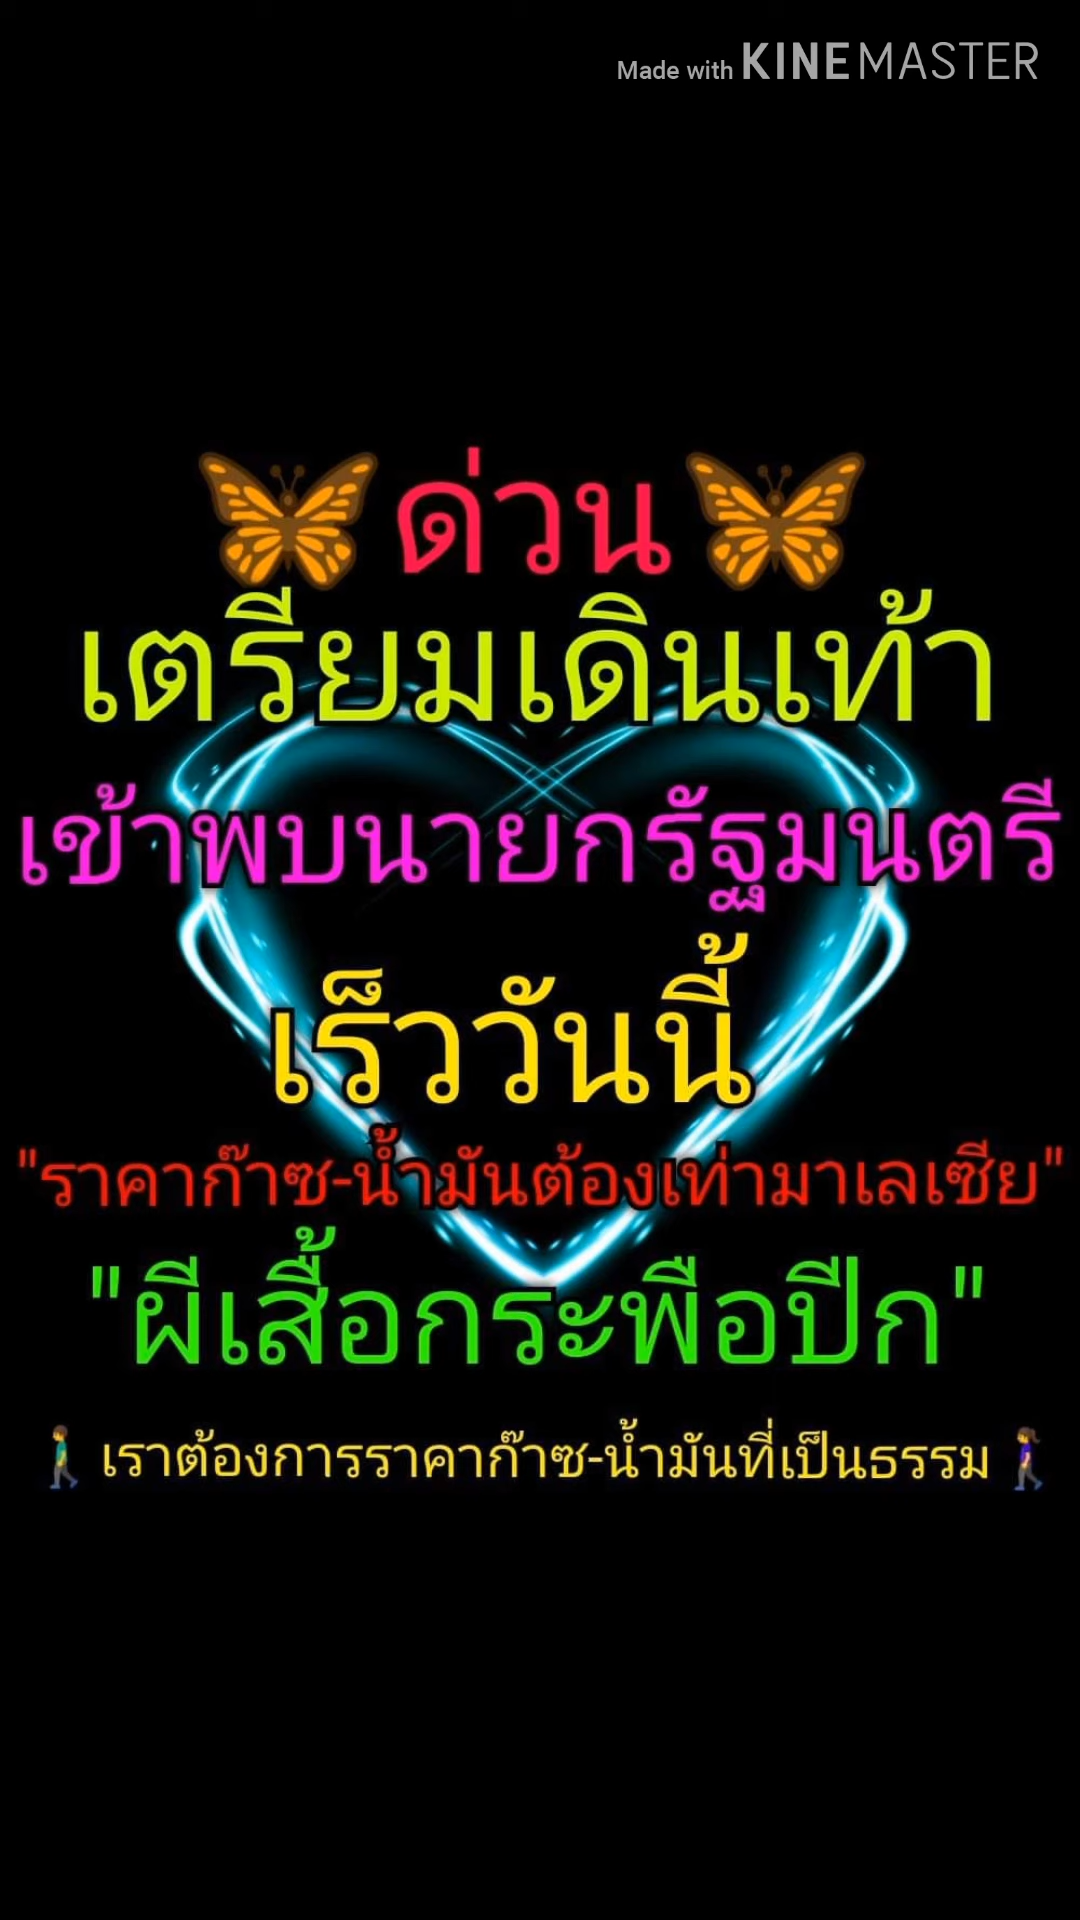 Made with KINEMASTER
ด่วน
เตรียมเดินเท้า
เข้าพบนายกรัฐมนตรี
เร็ววันนี้
"ราคาก๊าซ-น้ำมันต้องเท่ามาเลเซีย"
"ผีเสื้อกระพือปีก"
เราต้องการราคาก๊าซ-น้ำมันที่เป็นธรรม